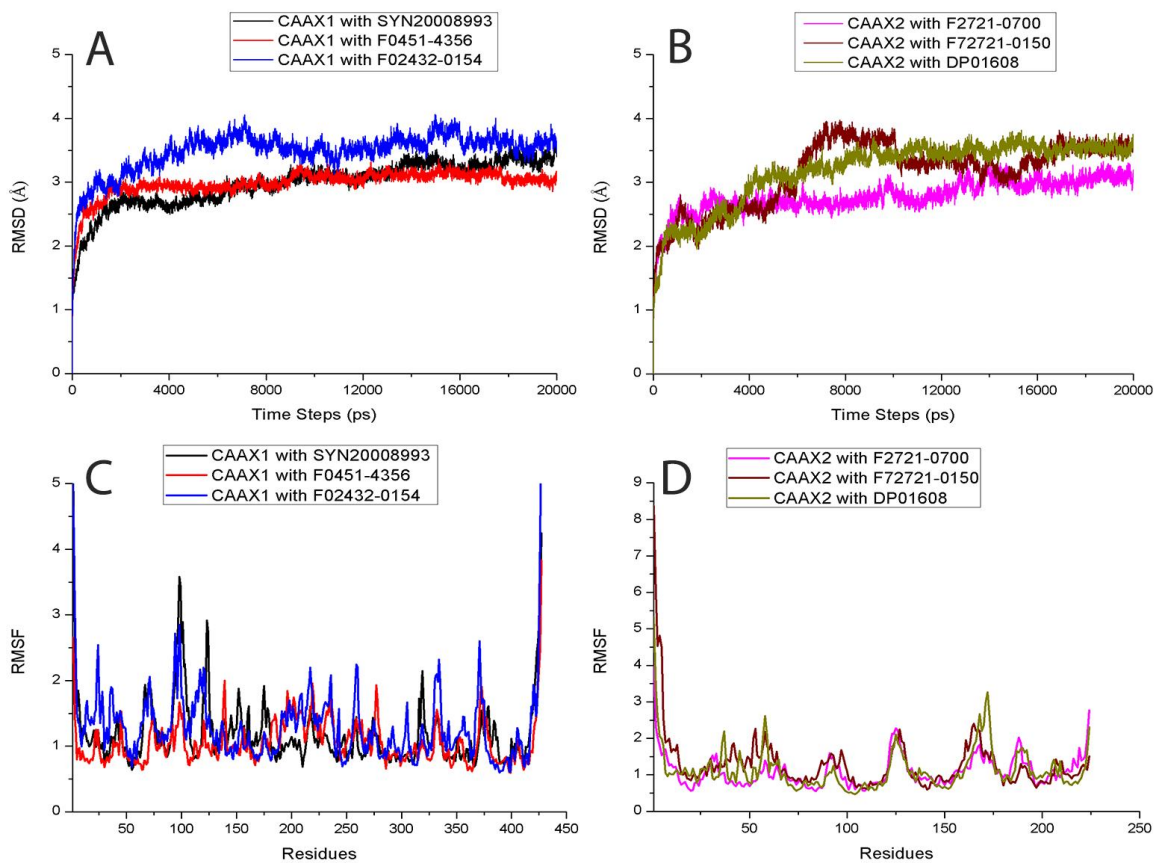 A
CAAX1 with SYN20008993
CAAX1 with F0451-4356
CAAX1 with F02432-0154
5
4
3
2
1
0
RMSD (Å)
0 4000 8000 12000 16000 20000
Time Steps (ps)
B
CAAX2 with F2721-0700
CAAX2 with F72721-0150
CAAX2 with DP01608
5
4
3
2
1
0
RMSD (Å)
0 4000 8000 12000 16000 20000
Time Steps (ps)
C
CAAX1 with SYN20008993
CAAX1 with F0451-4356
CAAX1 with F02432-0154
5
4
3
2
1
0
RMSF
50 100 150 200 250 300 350 400 450
Residues
D
CAAX2 with F2721-0700
CAAX2 with F72721-0150
CAAX2 with DP01608
9
8
7
6
5
4
3
2
1
0
RMSF
50 100 150 200 250
Residues